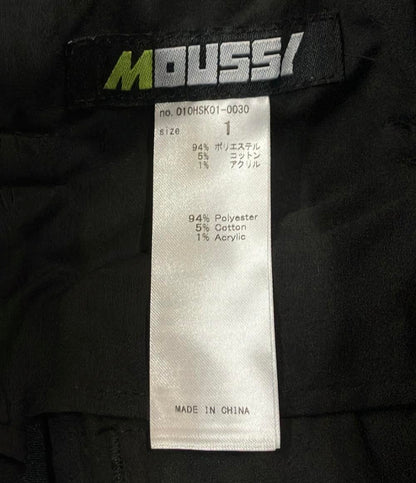 MOUSSY
no. 010HSK01-0030
size 1
94% ポリエステル
5% コットン
1% アクリル
94% Polyester
5% Cotton
1% Acrylic
MADE IN CHINA